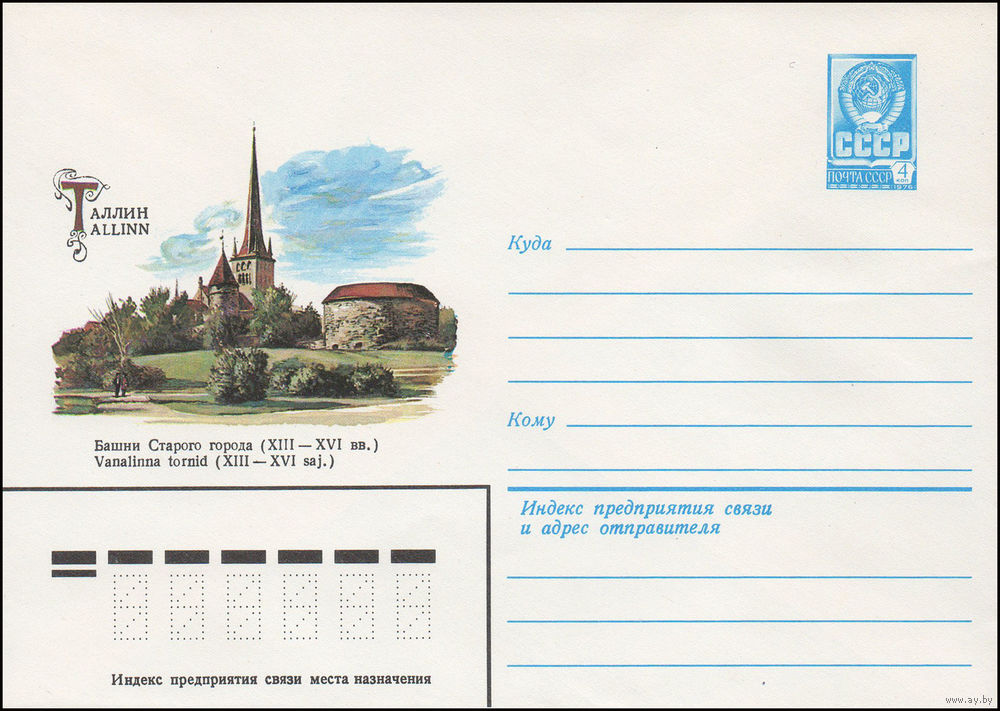 СССР
ПОЧТА СССР 4 коп
1976
Таллин
Tallinn
Куда
Кому
Башни Старого города (XIII — XVI вв.)
Vanalinna tornid (XIII — XVI saj.)
Индекс предприятия связи
и адрес отправителя
Индекс предприятия связи места назначения
www.ay.by